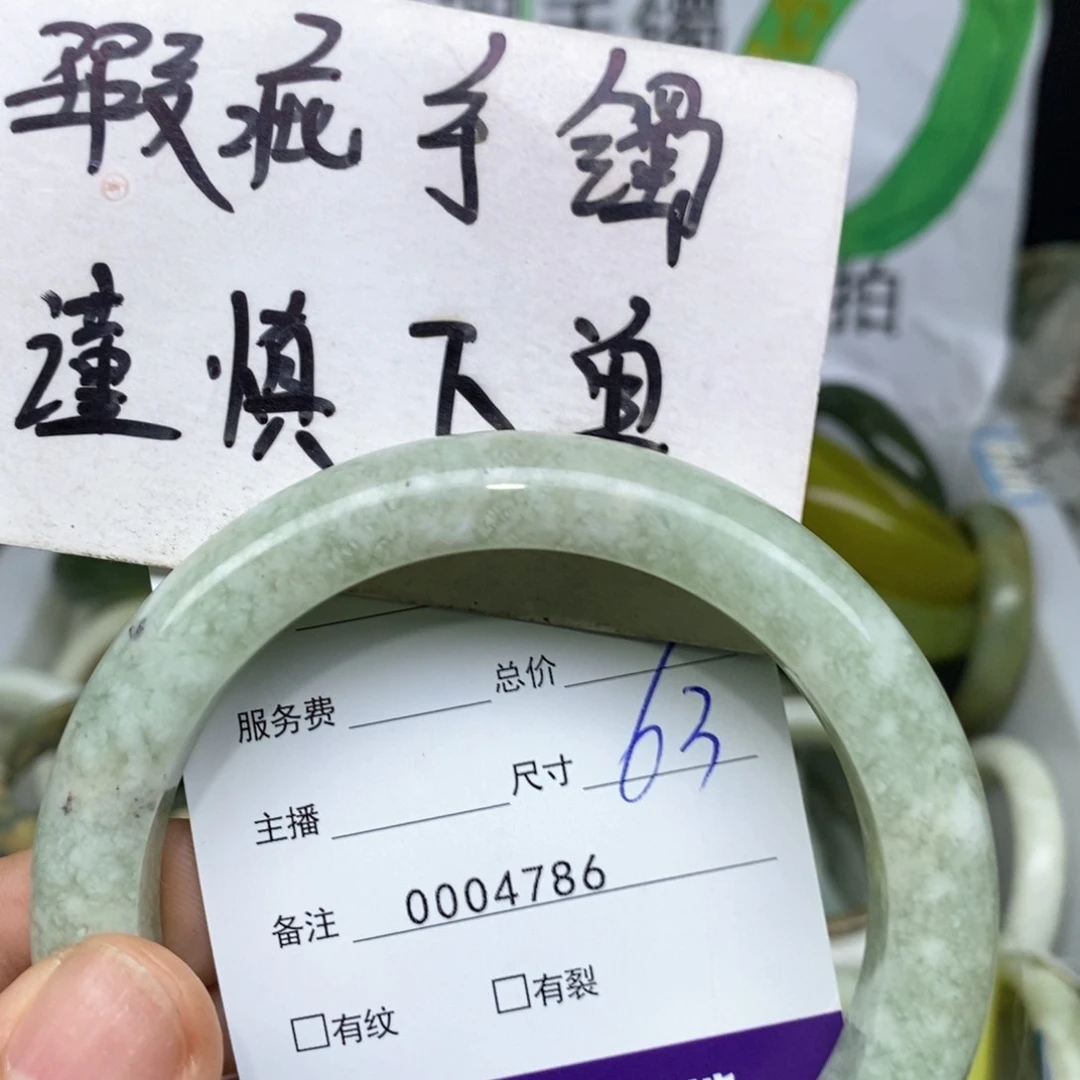 瑕疵手镯
谨慎下单
拍
总价
服务费
尺寸 63
主播
备注 0004786
□有纹 □有裂